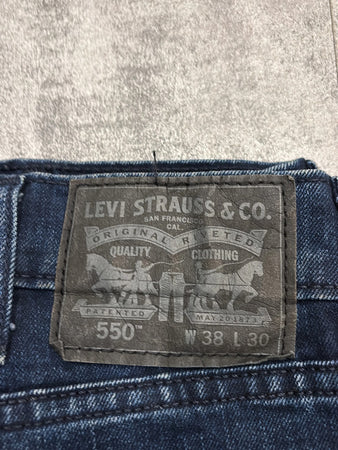 LEVI STRAUSS & CO.
SAN FRANCISCO
CAL.
ORIGINAL RIVETED
QUALITY CLOTHING
PATENTED MAY 20 1873
550™ W 38 L 30